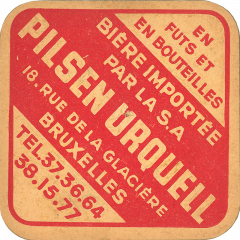 EN
FUTS ET
EN BOUTEILLES
BIÈRE IMPORTÉE
PAR LA S.A
PILSEN URQUELL
18. RUE DE LA GLACIÈRE
BRUXELLES
TEL.37.36.64
38.15.77